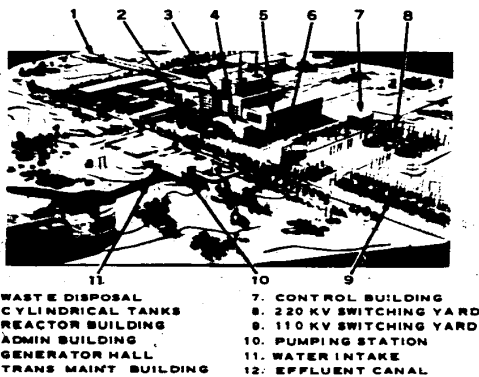 1 2 3 4 5 6 7 8
11 10 9
WASTE DISPOSAL
CYLINDRICAL TANKS
REACTOR BUILDING
ADMIN BUILDING
GENERATOR HALL
TRANS MAIN'T BUILDING
7. CONTROL BUILDING
8. 220 KV SWITCHING YARD
9. 110 KV SWITCHING YARD
10. PUMPING STATION
11. WATER INTAKE
12. EFFLUENT CANAL